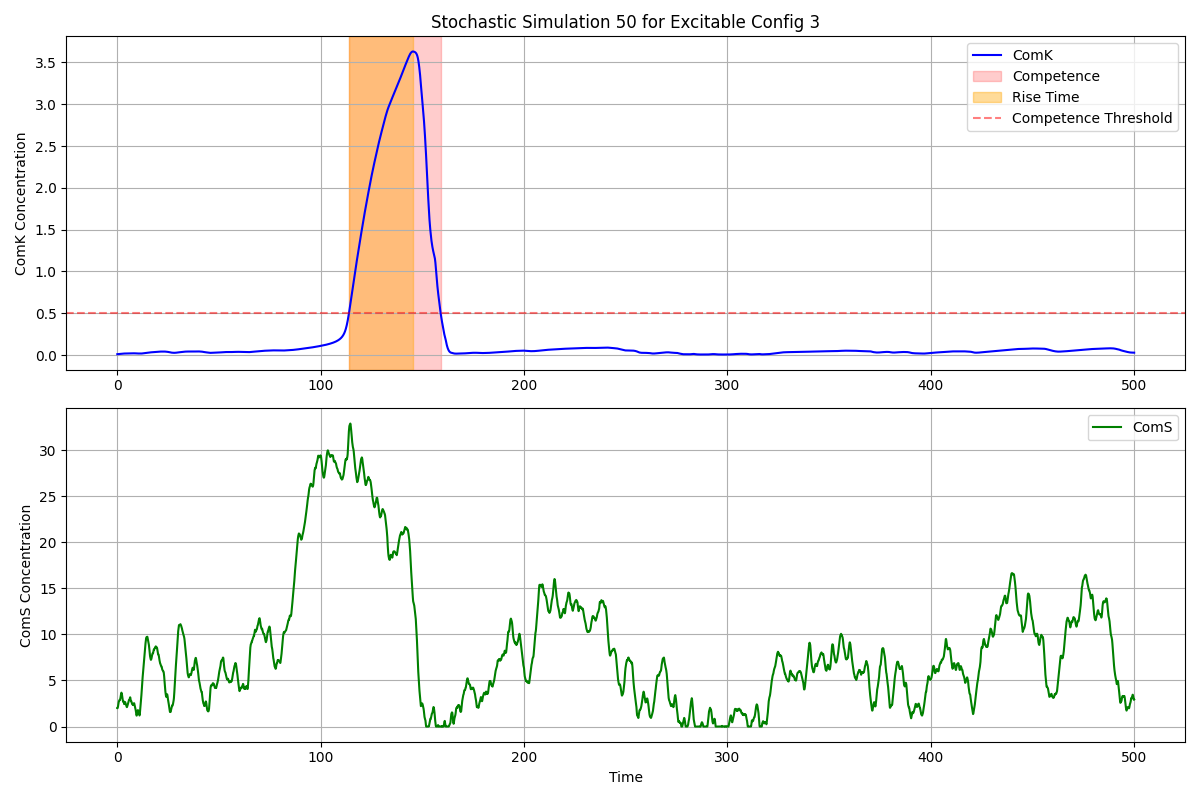 Stochastic Simulation 50 for Excitable Config 3
ComK Concentration
3.5
3.0
2.5
2.0
1.5
1.0
0.5
0.0
ComK
Competence
Rise Time
Competence Threshold
0 100 200 300 400 500
ComS Concentration
30
25
20
15
10
5
0
ComS
0 100 200 300 400 500
Time